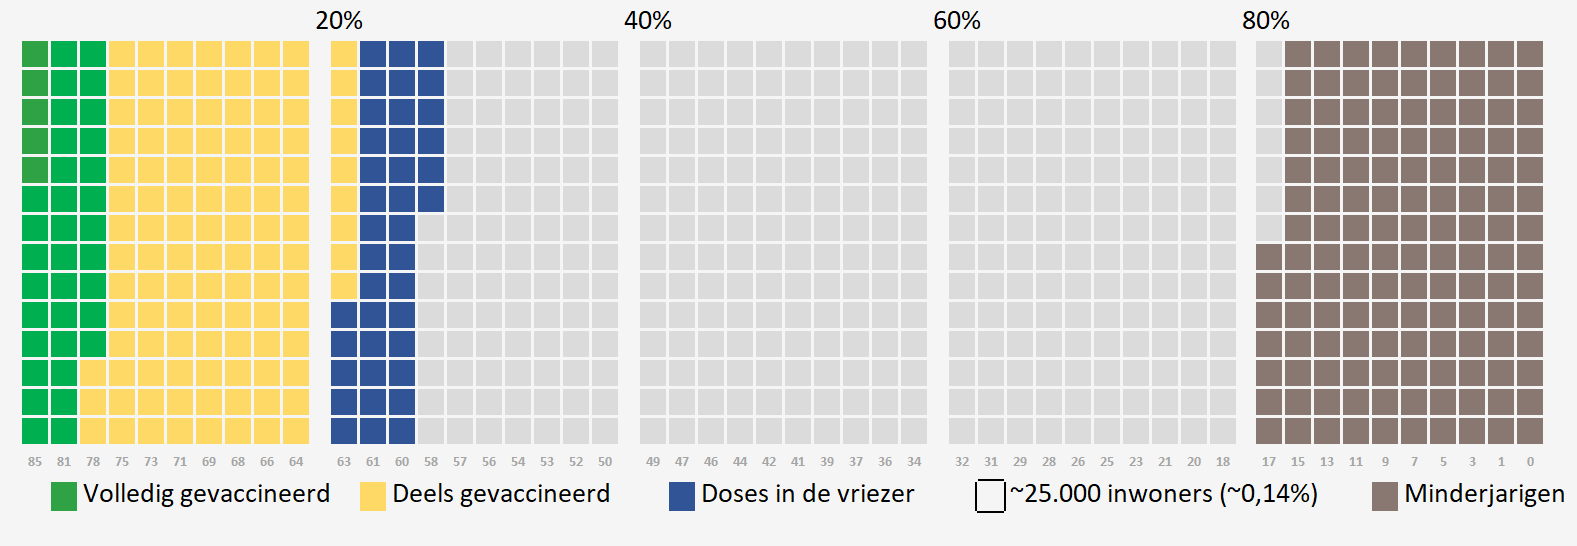 20% 40% 60% 80%
85 81 78 75 73 71 69 68 66 64 63 61 60 58 57 56 54 53 52 50 49 47 46 44 42 41 39 37 36 34 32 31 29 28 26 25 23 21 20 18 17 15 13 11 9 7 5 3 1 0
Volledig gevaccineerd Deels gevaccineerd Doses in de vriezer ~25.000 inwoners (~0,14%) Minderjarigen